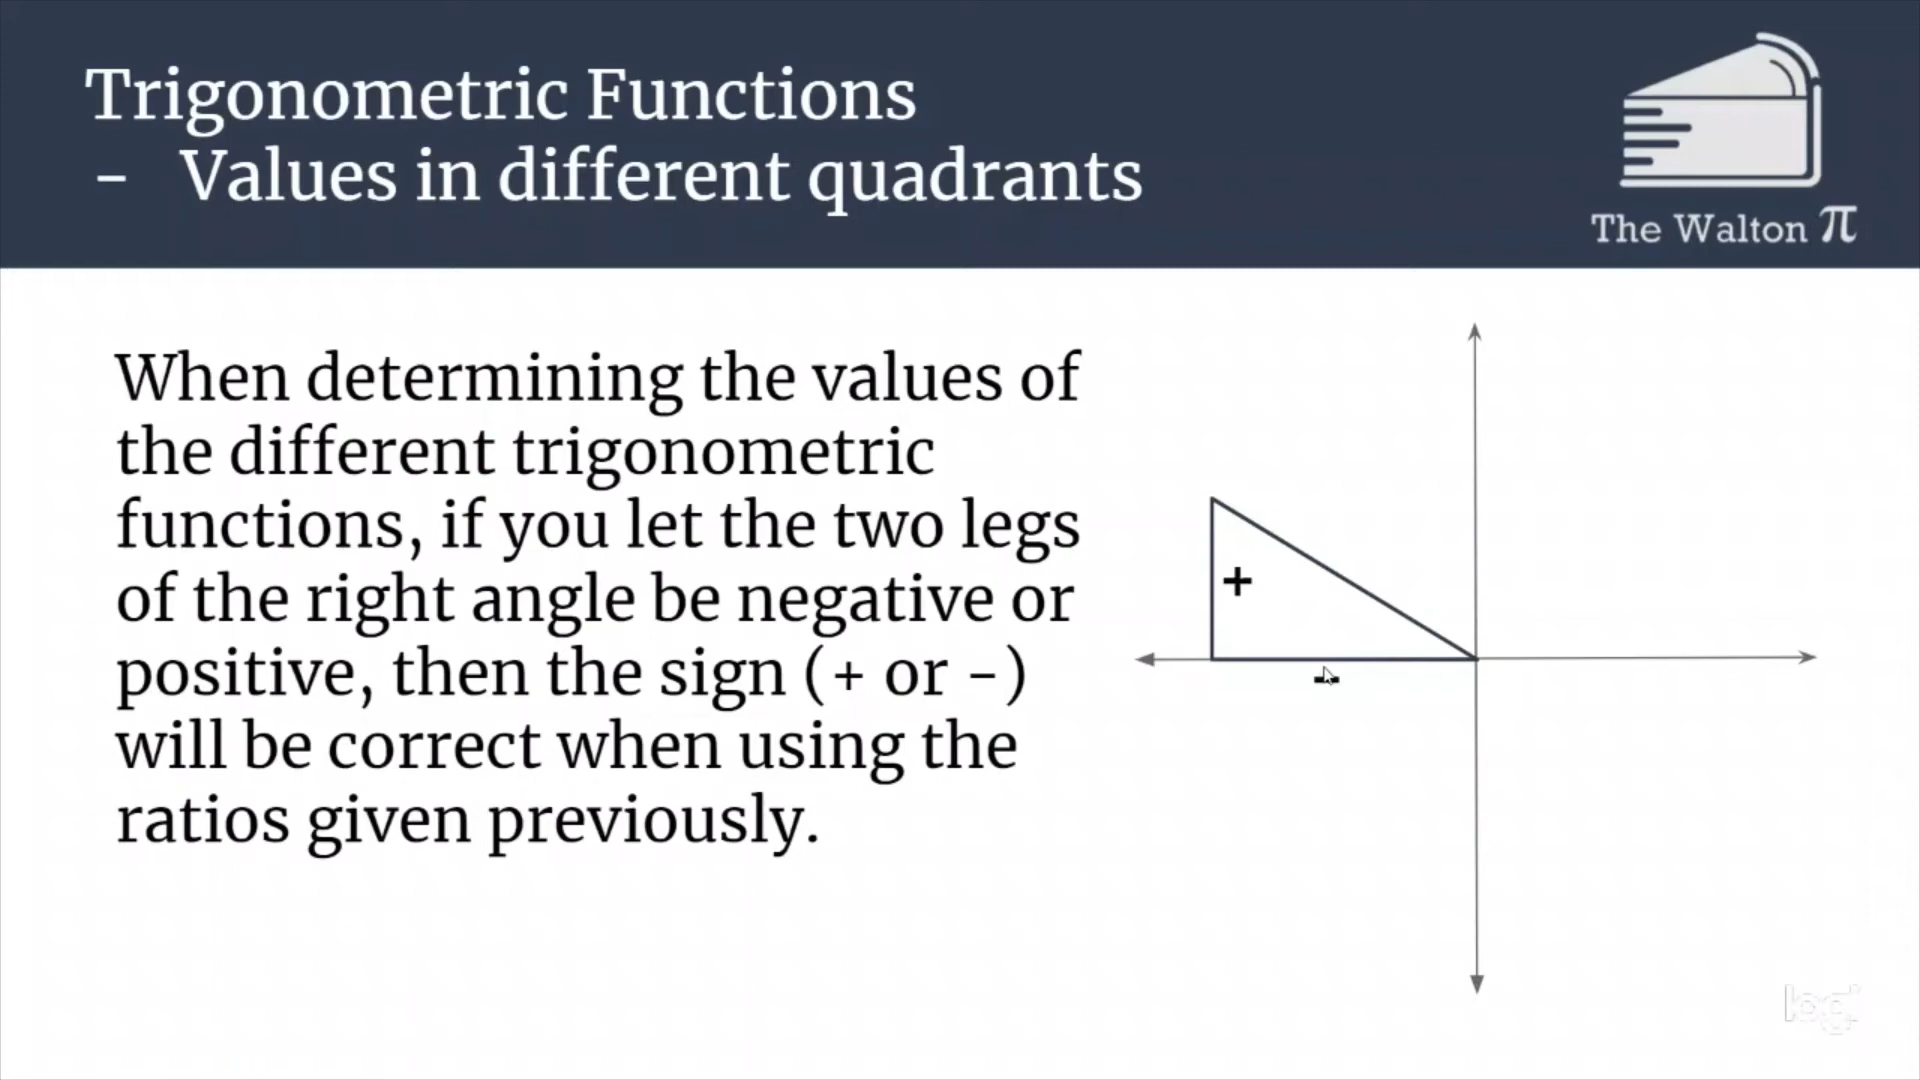 Trigonometric Functions
- Values in different quadrants
The Walton π
When determining the values of
the different trigonometric
functions, if you let the two legs
of the right angle be negative or
positive, then the sign (+ or -)
will be correct when using the
ratios given previously.
+
-